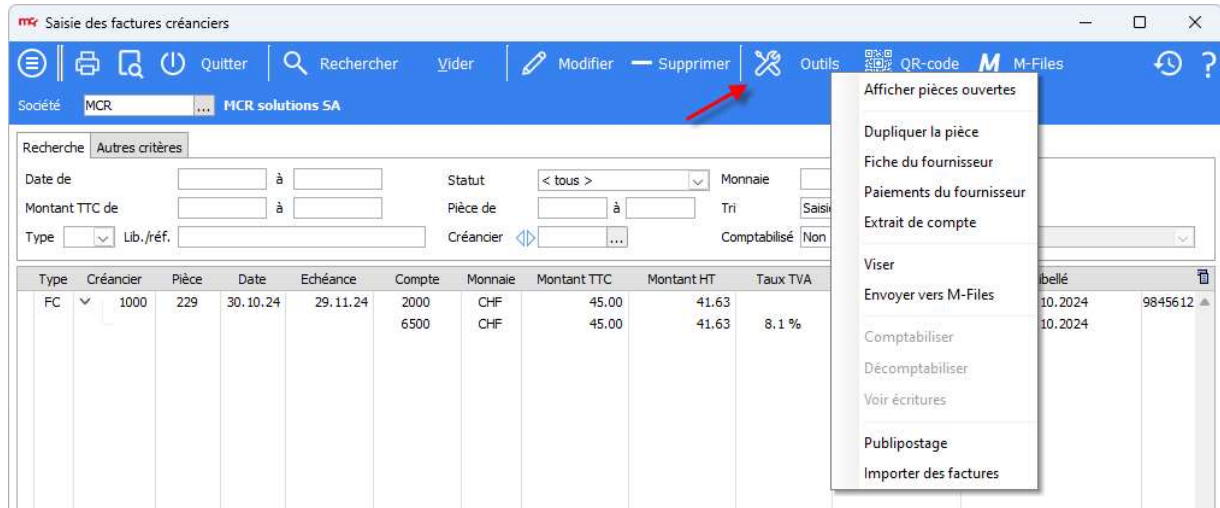 mcr Saisie des factures créanciers
Quitter Rechercher Vider Modifier Supprimer Outils QR-code M M-Files ?
Société MCR ... MCR solutions SA
Recherche Autres critères
Date de à Statut < tous > Monnaie
Montant TTC de à Pièce de à Tri Saisi
Type Lib./réf. Créancier ... Comptabilisé Non
Type Créancier Pièce Date Echéance Compte Monnaie Montant TTC Montant HT Taux TVA ibellé
FC 1000 229 30.10.24 29.11.24 2000 CHF 45.00 41.63 10.2024 9845612
6500 CHF 45.00 41.63 8.1 % 10.2024
Afficher pièces ouvertes
Dupliquer la pièce
Fiche du fournisseur
Paiements du fournisseur
Extrait de compte
Viser
Envoyer vers M-Files
Comptabiliser
Décomptabiliser
Voir écritures
Publipostage
Importer des factures